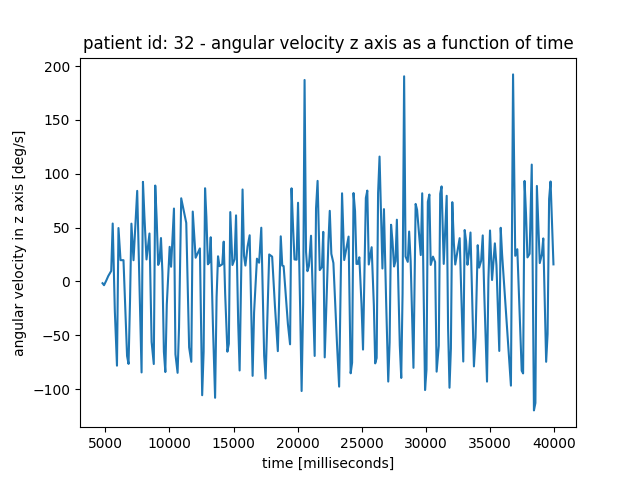 patient id: 32 - angular velocity z axis as a function of time
angular velocity in z axis [deg/s]
200
150
100
50
0
−50
−100
5000 10000 15000 20000 25000 30000 35000 40000
time [milliseconds]